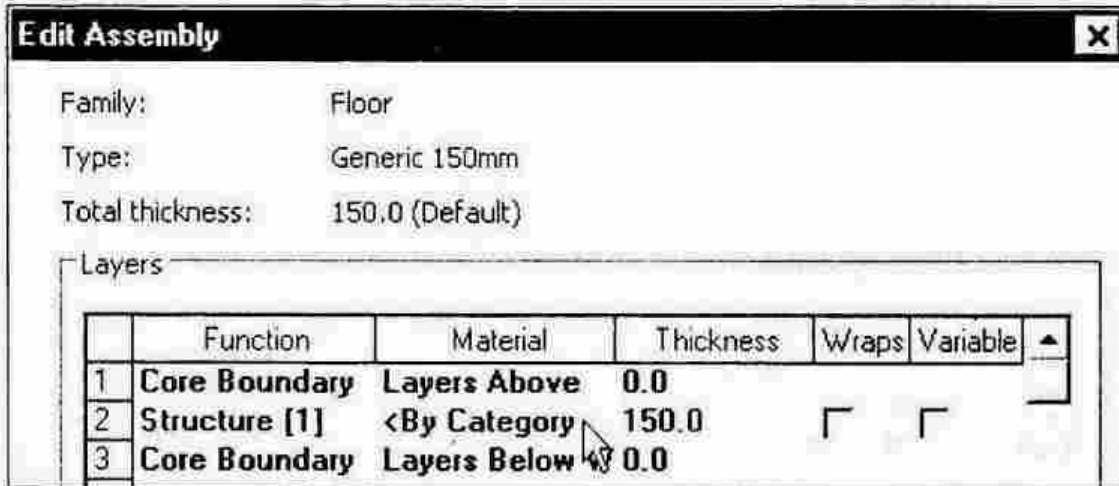 Edit Assembly
Family: Floor
Type: Generic 150mm
Total thickness: 150.0 (Default)
Layers
Function Material Thickness Wraps Variable
1 Core Boundary Layers Above 0.0
2 Structure [1] <By Category 150.0
3 Core Boundary Layers Below 0.0